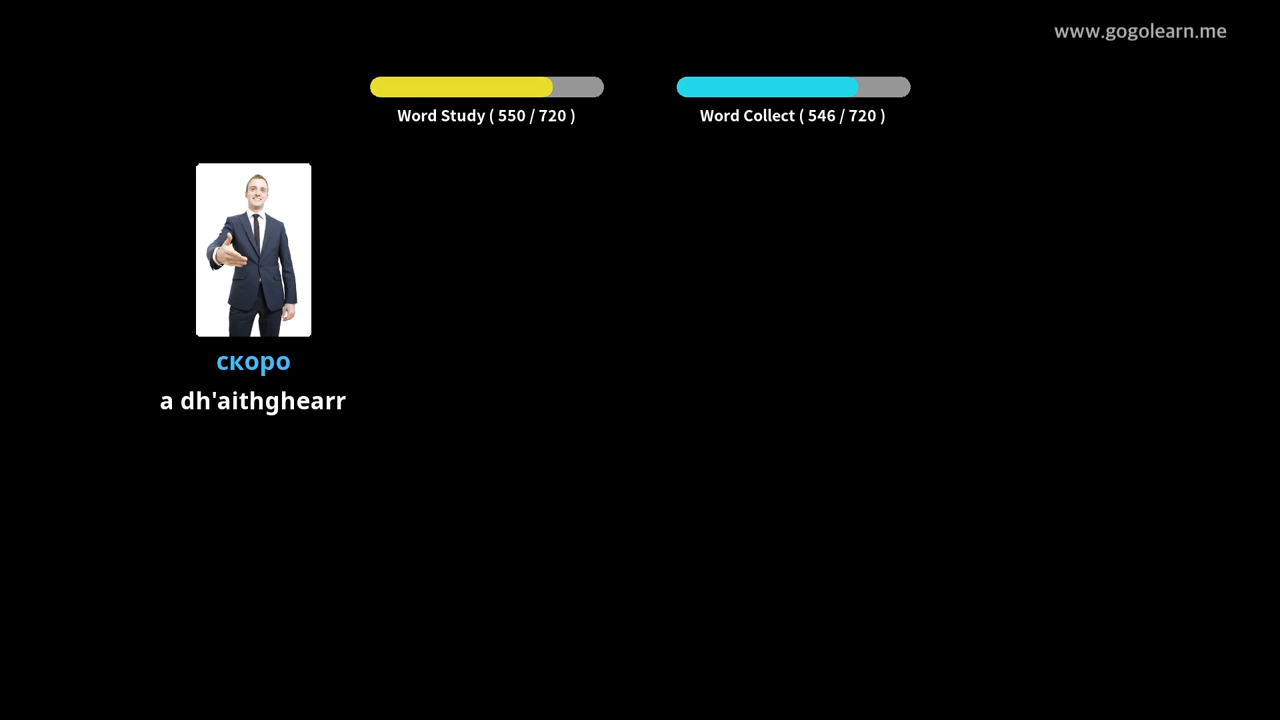 www.gogolearn.me
Word Study ( 550 / 720 )
Word Collect ( 546 / 720 )
скоро
a dh'aithghearr